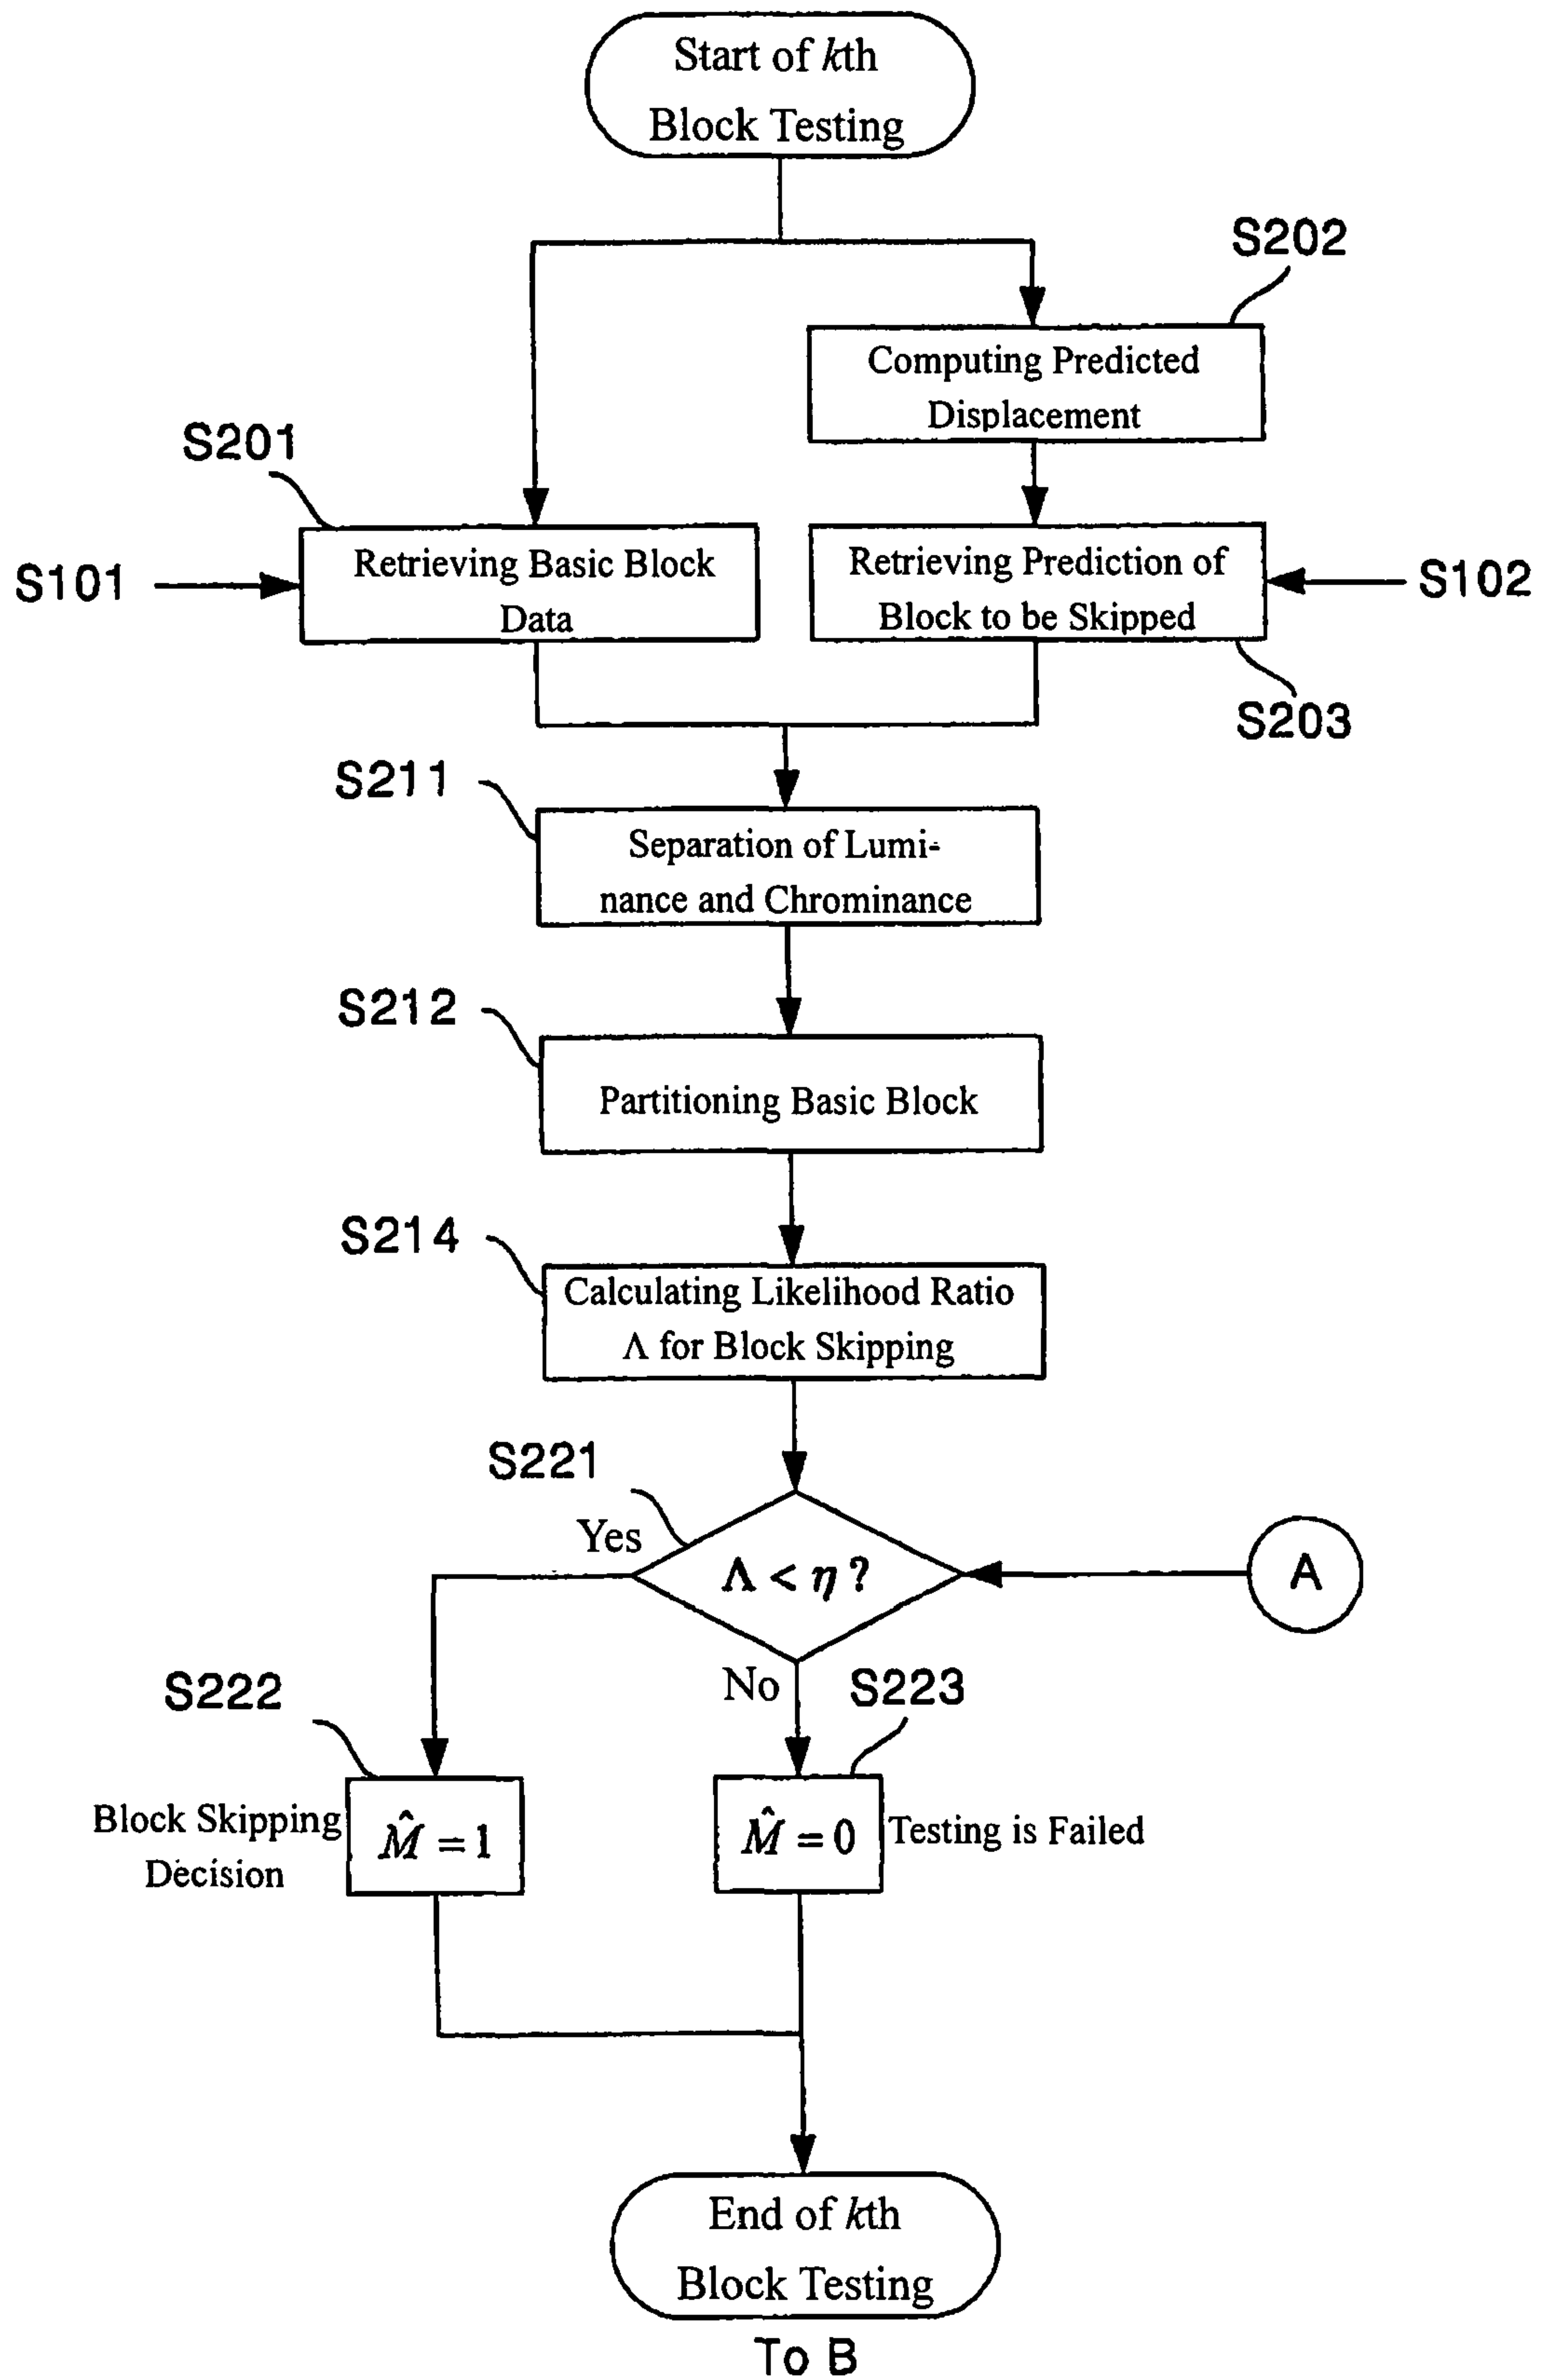 Start of kth
Block Testing
S202
Computing Predicted
Displacement
S201
S101
Retrieving Basic Block
Data
Retrieving Prediction of
Block to be Skipped
S102
S203
S211
Separation of Lumi-
nance and Chrominance
S212
Partitioning Basic Block
S214
Calculating Likelihood Ratio
Λ for Block Skipping
S221
Yes
Λ < η ?
A
No
S223
S222
Block Skipping
Decision
M̂ = 1
M̂ = 0
Testing is Failed
End of kth
Block Testing
To B